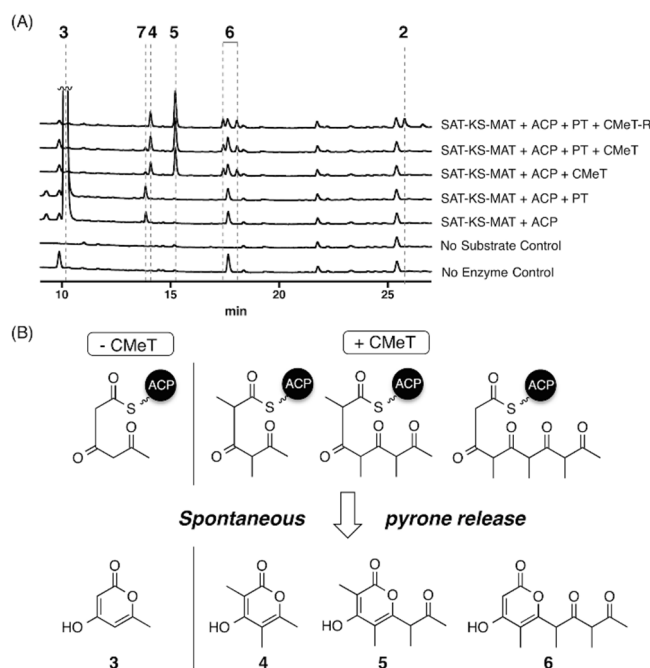 (A)
3 7 4 5 6 2
SAT-KS-MAT + ACP + PT + CMeT-R
SAT-KS-MAT + ACP + PT + CMeT
SAT-KS-MAT + ACP + CMeT
SAT-KS-MAT + ACP + PT
SAT-KS-MAT + ACP
No Substrate Control
No Enzyme Control
10 15 20 25
min
(B)
- CMeT + CMeT
O S ACP O O
O S ACP O O
O S ACP O O O O
O S ACP O O O O
Spontaneous pyrone release
O O HO
O O HO
O O O HO
O O O O HO
3 4 5 6